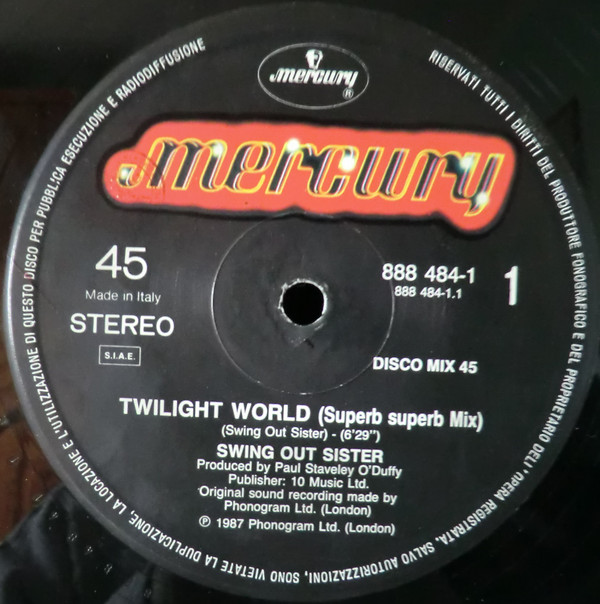 mercury
®
mercury
45
Made in Italy
STEREO
S.I.A.E.
888 484-1
888 484-1.1
1
DISCO MIX 45
TWILIGHT WORLD (Superb superb Mix)
(Swing Out Sister) - (6'29")
SWING OUT SISTER
Produced by Paul Staveley O'Duffy
Publisher: 10 Music Ltd.
Original sound recording made by
Phonogram Ltd. (London)
℗ 1987 Phonogram Ltd. (London)
RISERVATI TUTTI I DIRITTI DEL PRODUTTORE FONOGRAFICO E DEL PROPRIETARIO DELL'OPERA REGISTRATA. SALVO AUTORIZZAZIONI, SONO VIETATE LA DUPLICAZIONE, LA LOCAZIONE E L'UTILIZZAZIONE DI QUESTO DISCO PER PUBBLICA ESECUZIONE E RADIODIFFUSIONE